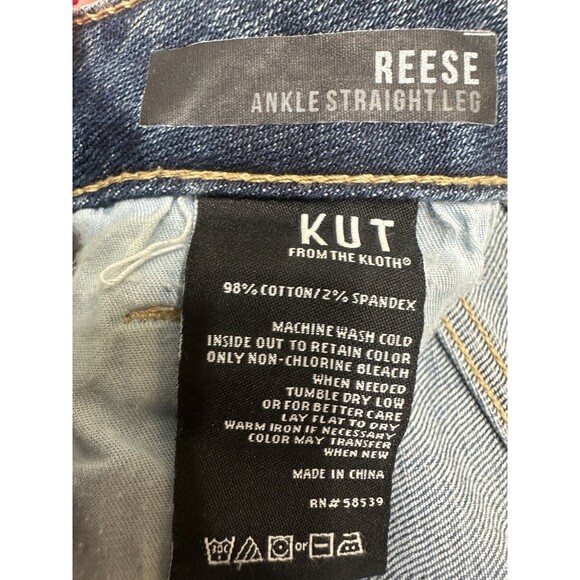 REESE
ANKLE STRAIGHT LEG
KUT
FROM THE KLOTH®
98% COTTON/2% SPANDEX
MACHINE WASH COLD
INSIDE OUT TO RETAIN COLOR
ONLY NON-CHLORINE BLEACH
WHEN NEEDED
TUMBLE DRY LOW
OR FOR BETTER CARE
LAY FLAT TO DRY
WARM IRON IF NECESSARY
COLOR MAY TRANSFER
WHEN NEW
MADE IN CHINA
RN# 58539
30C or